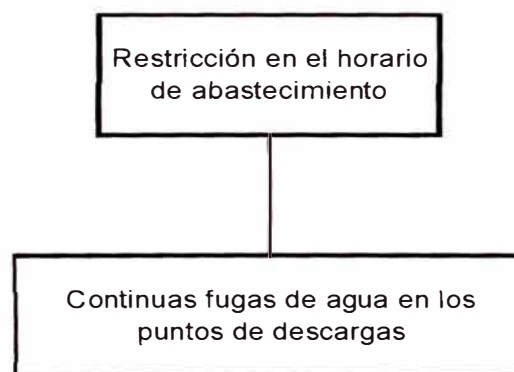 Restricción en el horario
de abastecimiento
Continuas fugas de agua en los
puntos de descargas